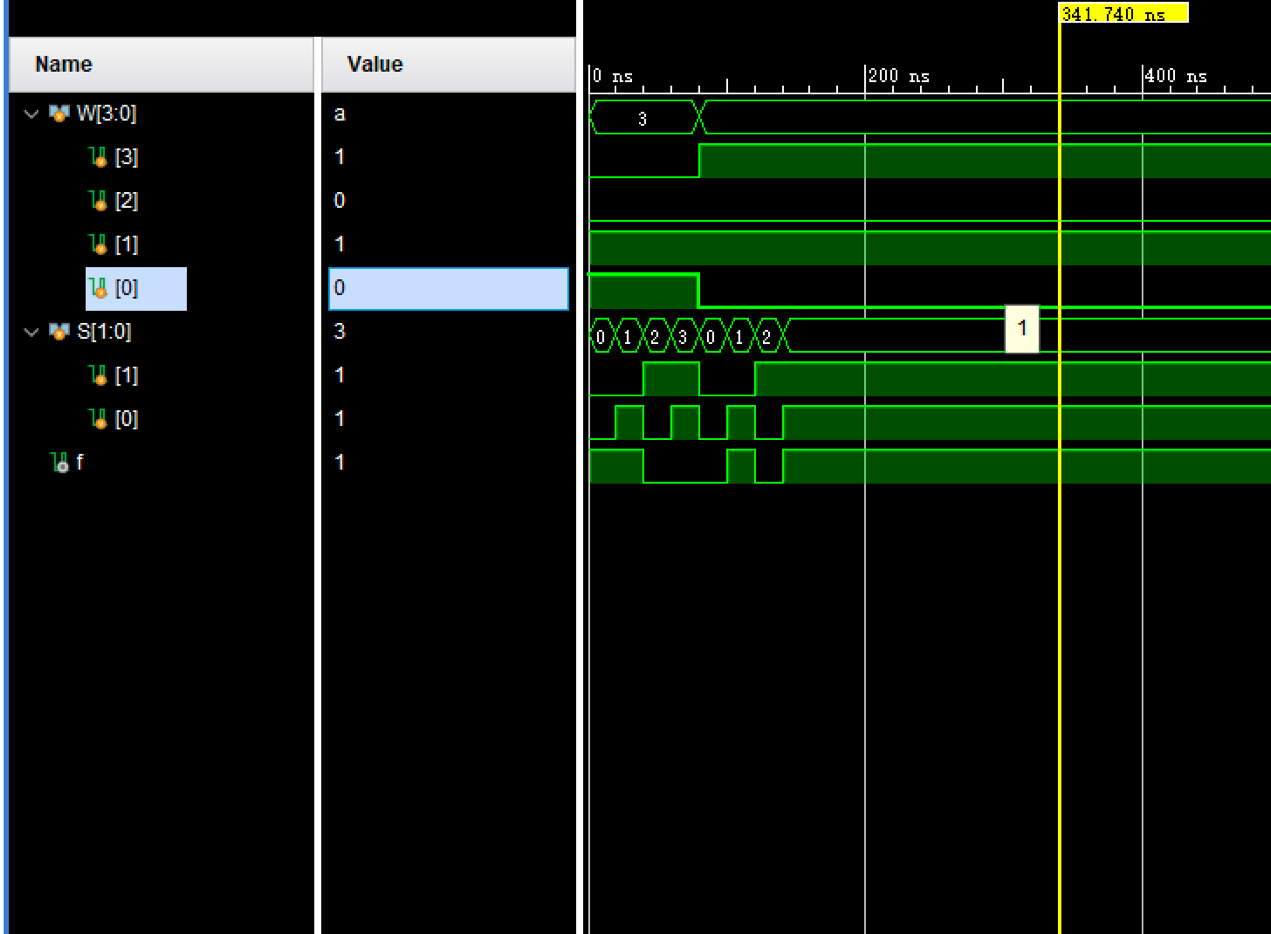 341.740 ns
Name Value
0 ns 200 ns 400 ns
W[3:0] a 3
[3] 1
[2] 0
[1] 1
[0] 0
S[1:0] 3 0 1 2 3 0 1 2 1
[1] 1
[0] 1
f 1